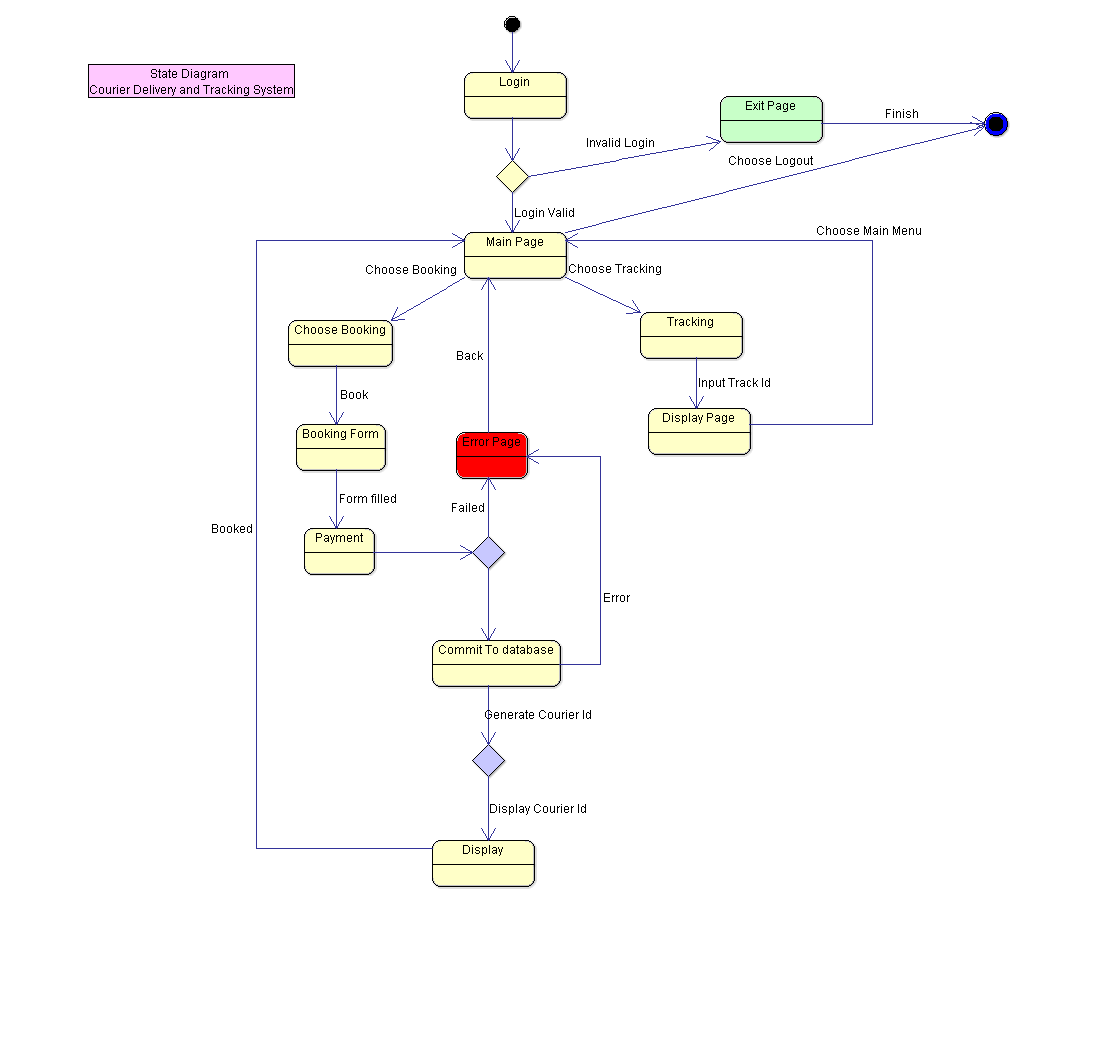 State Diagram
Courier Delivery and Tracking System
Login
Exit Page
Finish
Invalid Login
Choose Logout
Login Valid
Choose Main Menu
Main Page
Choose Booking
Choose Tracking
Choose Booking
Tracking
Back
Input Track Id
Book
Display Page
Booking Form
Error Page
Form filled
Failed
Booked
Payment
Error
Commit To database
Generate Courier Id
Display Courier Id
Display